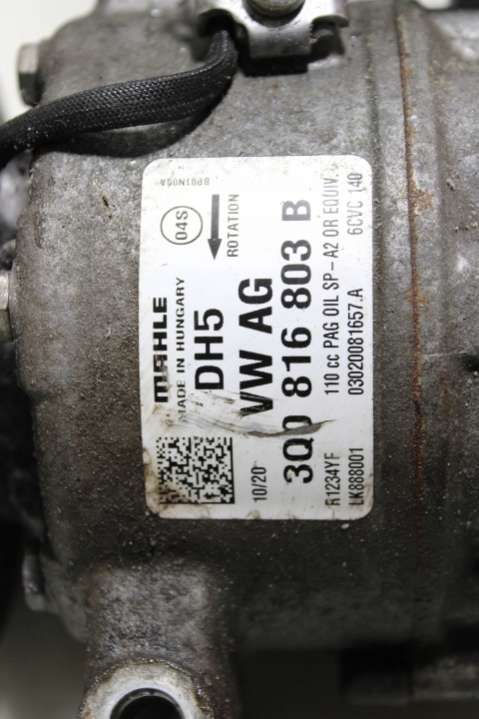 MAHLE
MADE IN HUNGARY
04S
BP01N00A
DH5
ROTATION
VW AG
10/20
3Q0 816 803 B
R1234YF 110 cc PAG OIL SP-A2 OR EQUIV.
LK888001 03020081657.A 6CVC 140